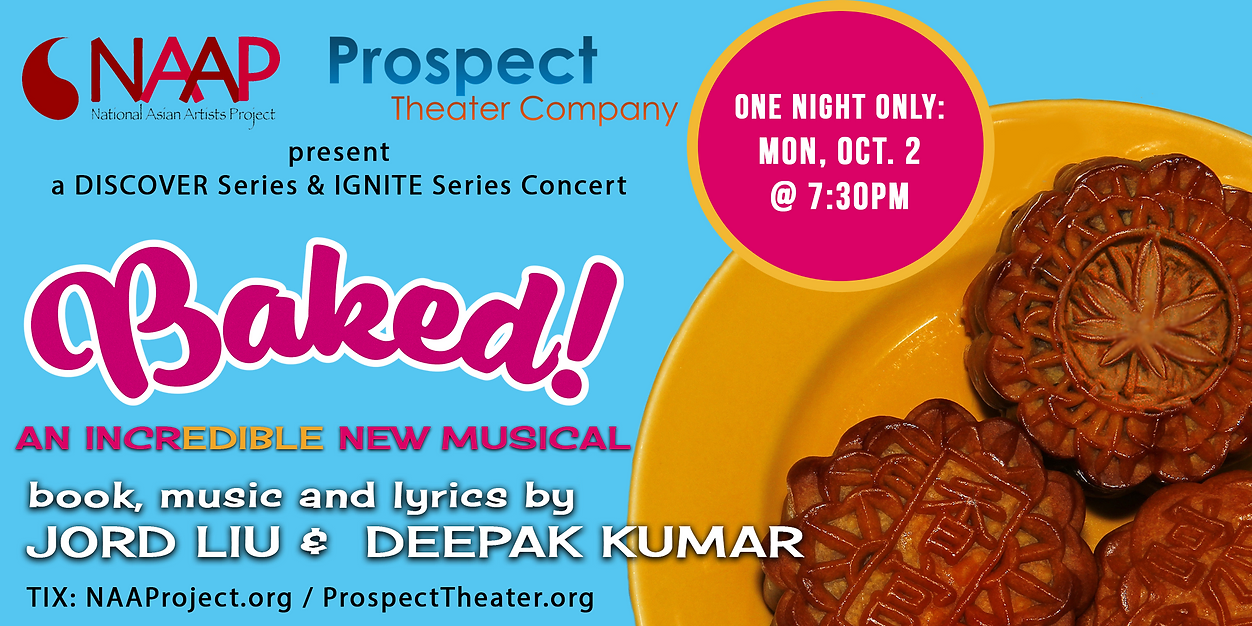 NAAP
National Asian Artists Project
Prospect
Theater Company
present
a DISCOVER Series & IGNITE Series Concert
ONE NIGHT ONLY:
MON, OCT. 2
@ 7:30PM
Baked!
AN INCREDIBLE NEW MUSICAL
book, music and lyrics by
JORD LIU & DEEPAK KUMAR
TIX: NAAProject.org / ProspectTheater.org